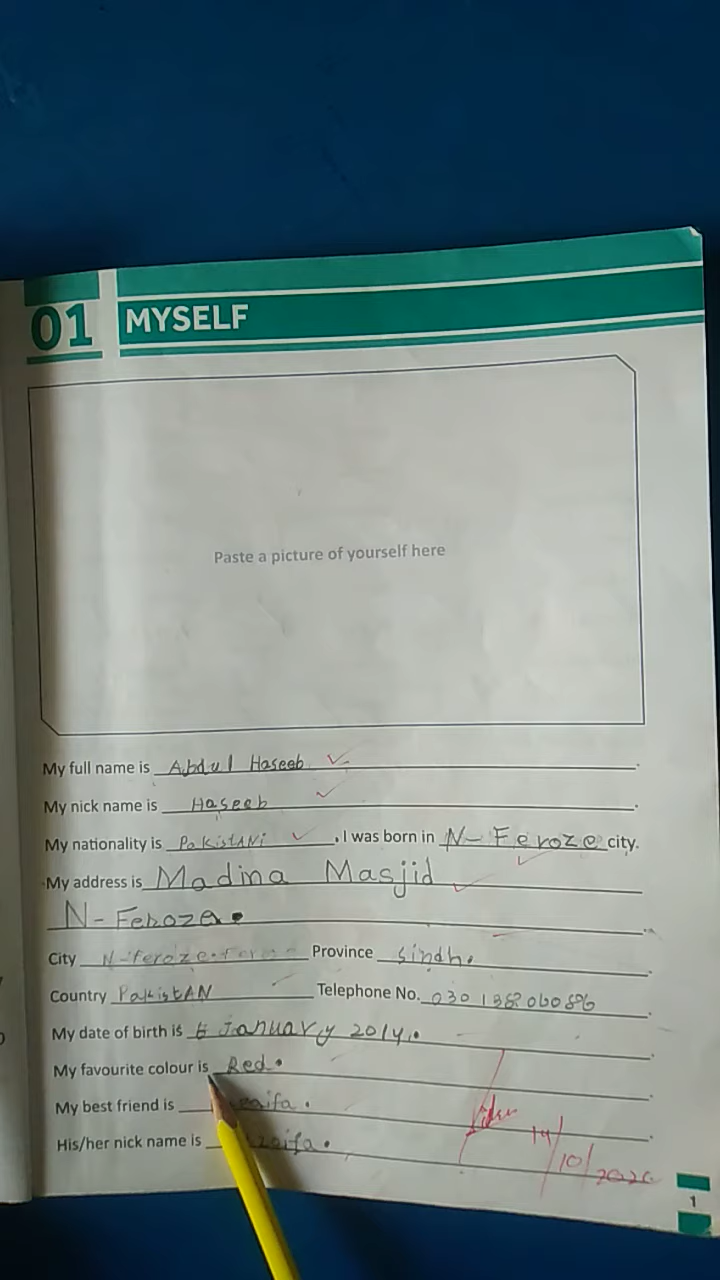 01 MYSELF
Paste a picture of yourself here
My full name is Abdul Haseeb.
My nick name is Haseeb.
My nationality is PakistANi, I was born in N-Feroze city.
My address is Madina Masjid
N-Feroze.
City N-feroze Province Sindh.
Country PakistAN Telephone No.
My date of birth is 6 January 2014.
My favourite colour is Red.
My best friend is
His/her nick name is
14/10/2020
1